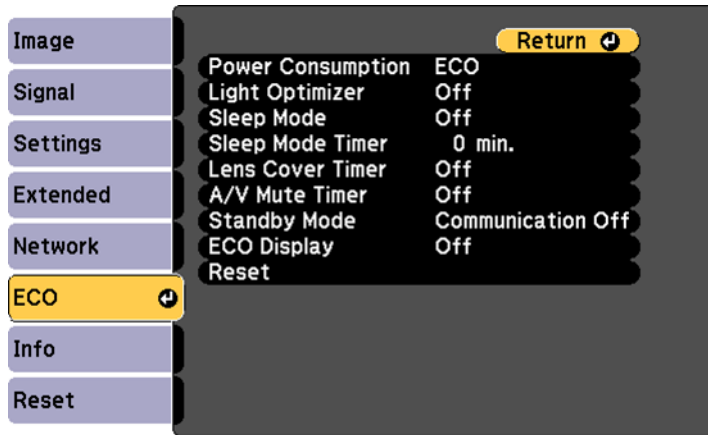 Image
Signal
Settings
Extended
Network
ECO
Info
Reset
Return
Power Consumption ECO
Light Optimizer Off
Sleep Mode Off
Sleep Mode Timer 0 min.
Lens Cover Timer Off
A/V Mute Timer Off
Standby Mode Communication Off
ECO Display Off
Reset